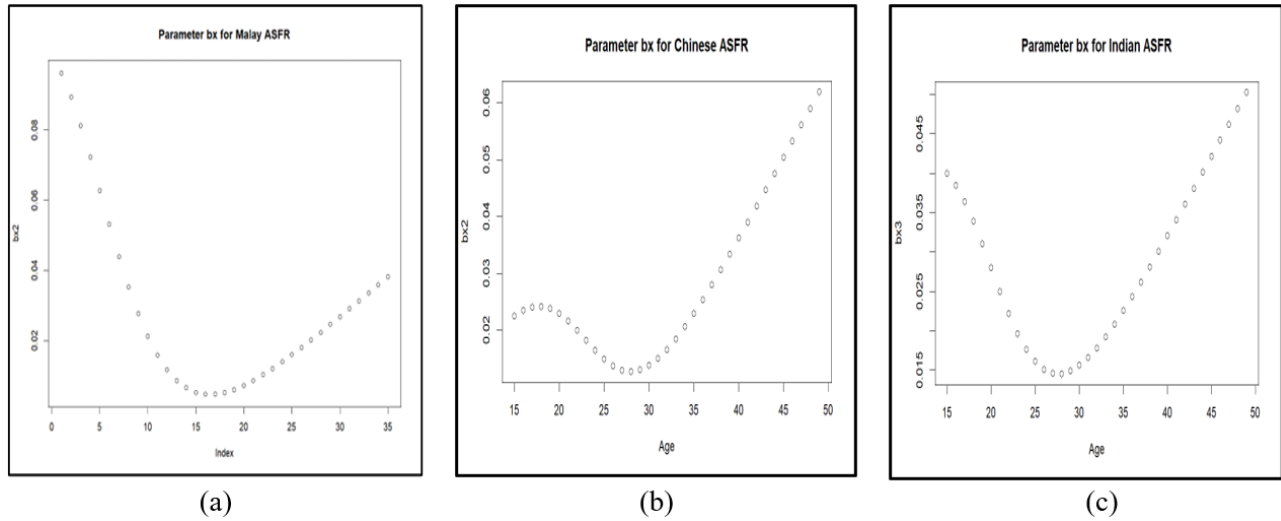 Parameter bx for Malay ASFR
bx2
0.08
0.06
0.04
0.02
0 5 10 15 20 25 30 35
Index
(a)
Parameter bx for Chinese ASFR
bx2
0.06
0.05
0.04
0.03
0.02
15 20 25 30 35 40 45 50
Age
(b)
Parameter bx for Indian ASFR
bx3
0.045
0.035
0.025
0.015
15 20 25 30 35 40 45 50
Age
(c)